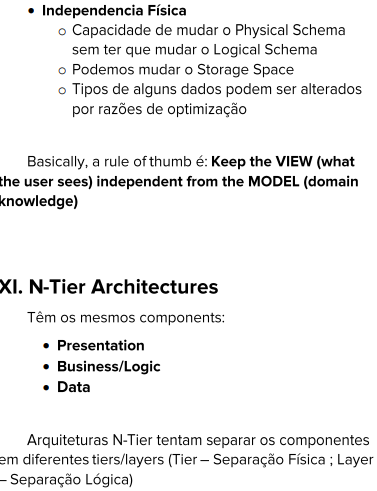 • Independencia Física
o Capacidade de mudar o Physical Schema
sem ter que mudar o Logical Schema
o Podemos mudar o Storage Space
o Tipos de alguns dados podem ser alterados
por razões de optimização
Basically, a rule of thumb é: Keep the VIEW (what
the user sees) independent from the MODEL (domain
knowledge)
XI. N-Tier Architectures
Têm os mesmos components:
• Presentation
• Business/Logic
• Data
Arquiteturas N-Tier tentam separar os componentes
em diferentes tiers/layers (Tier – Separação Física ; Layer
– Separação Lógica)